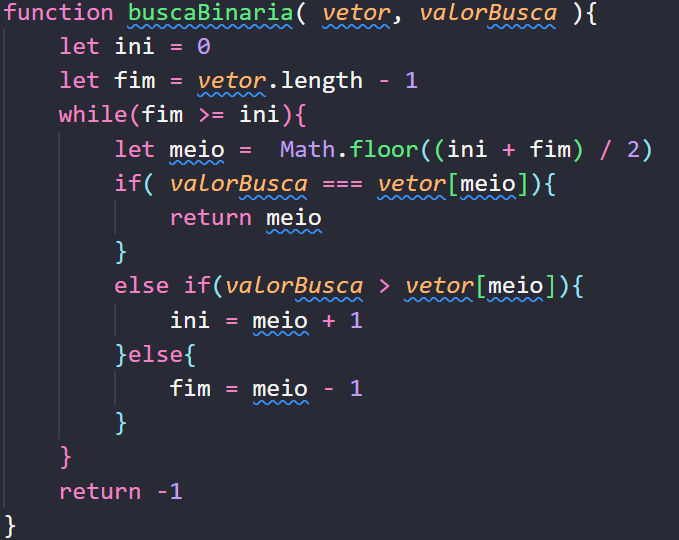 function buscaBinaria( vetor, valorBusca ){
    let ini = 0
    let fim = vetor.length - 1
    while(fim >= ini){
        let meio =  Math.floor((ini + fim) / 2)
        if( valorBusca === vetor[meio]){
            return meio
        }
        else if(valorBusca > vetor[meio]){
            ini = meio + 1
        }else{
            fim = meio - 1
        }
    }
    return -1
}